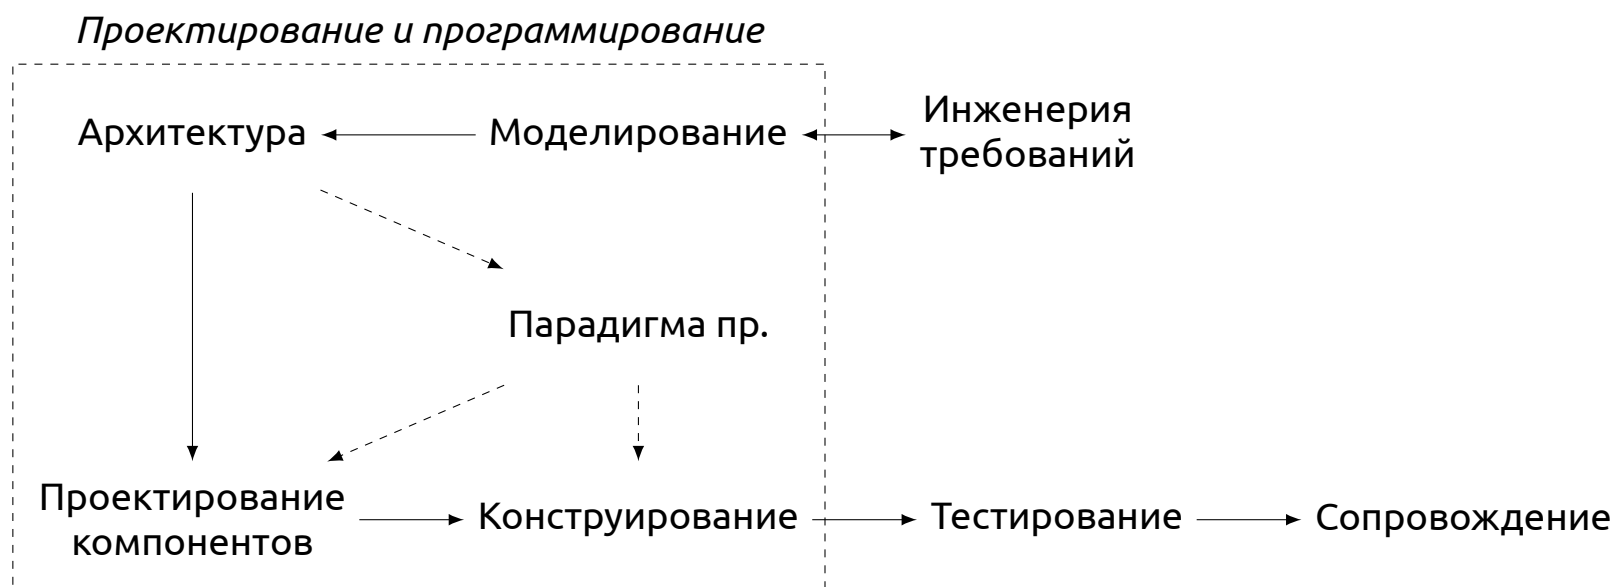 Проектирование и программирование
Архитектура
Моделирование
Инженерия
требований
Парадигма пр.
Проектирование
компонентов
Конструирование
Тестирование
Сопровождение